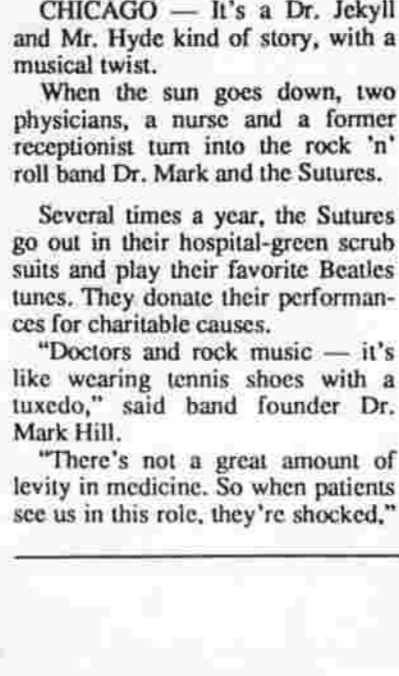 CHICAGO — It's a Dr. Jekyll
and Mr. Hyde kind of story, with a
musical twist.
When the sun goes down, two
physicians, a nurse and a former
receptionist turn into the rock 'n'
roll band Dr. Mark and the Sutures.
Several times a year, the Sutures
go out in their hospital-green scrub
suits and play their favorite Beatles
tunes. They donate their performan-
ces for charitable causes.
"Doctors and rock music — it's
like wearing tennis shoes with a
tuxedo," said band founder Dr.
Mark Hill.
"There's not a great amount of
levity in medicine. So when patients
see us in this role, they're shocked,"